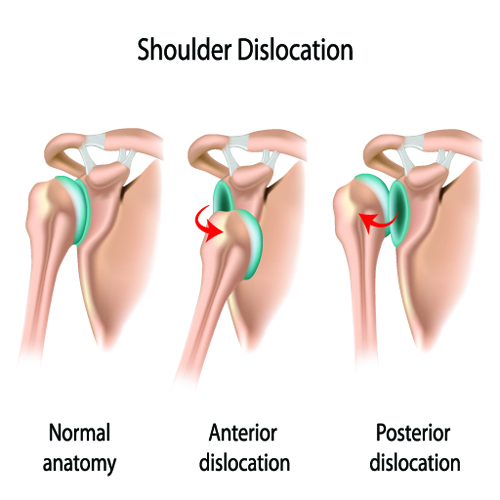 Shoulder Dislocation
Normal
anatomy
Anterior
dislocation
Posterior
dislocation